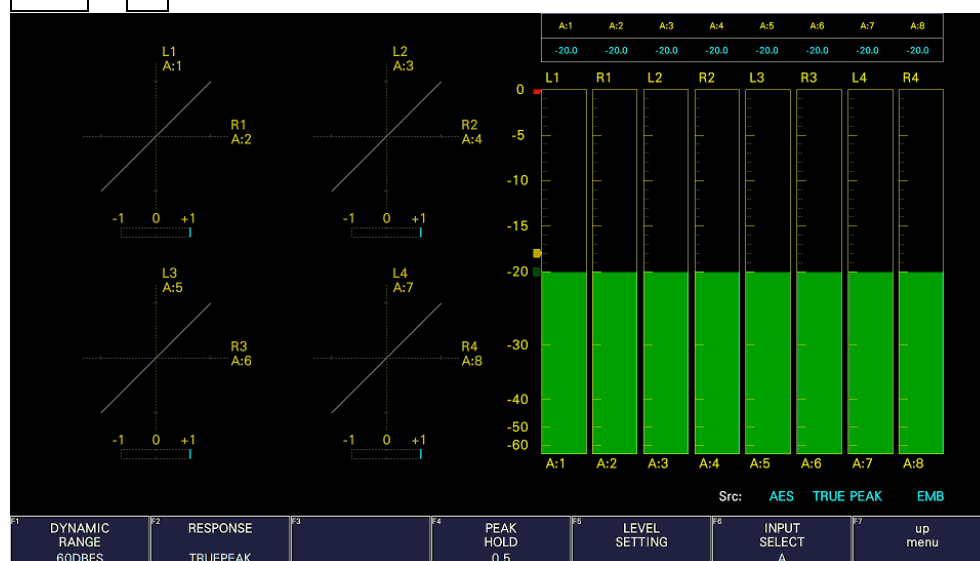 A:1 A:2 A:3 A:4 A:5 A:6 A:7 A:8
-20.0 -20.0 -20.0 -20.0 -20.0 -20.0 -20.0 -20.0
L1 R1 L2 R2 L3 R3 L4 R4
L1
A:1
R1
A:2
-1 0 +1
L2
A:3
R2
A:4
-1 0 +1
L3
A:5
R3
A:6
-1 0 +1
L4
A:7
R4
A:8
-1 0 +1
0
-5
-10
-15
-20
-30
-40
-50
-60
A:1 A:2 A:3 A:4 A:5 A:6 A:7 A:8
Src: AES TRUE PEAK EMB
F1 DYNAMIC
RANGE
60DBFS
F2 RESPONSE
TRUEPEAK
F3
F4 PEAK
HOLD
0.5
F5 LEVEL
SETTING
F6 INPUT
SELECT
A
F7 up
menu